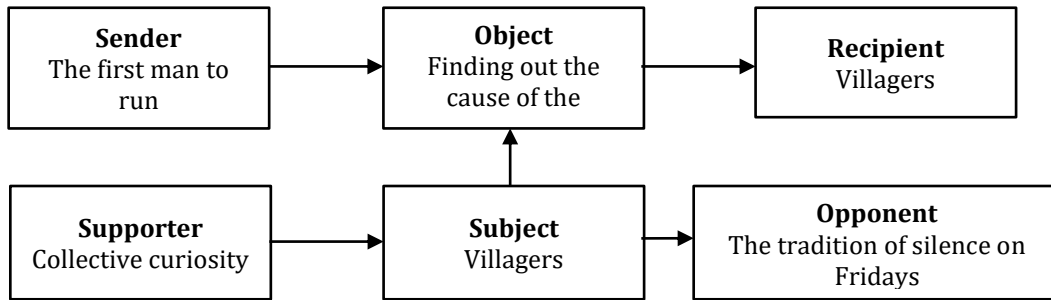 Sender
The first man to
run
Object
Finding out the
cause of the
Recipient
Villagers
Supporter
Collective curiosity
Subject
Villagers
Opponent
The tradition of silence on
Fridays